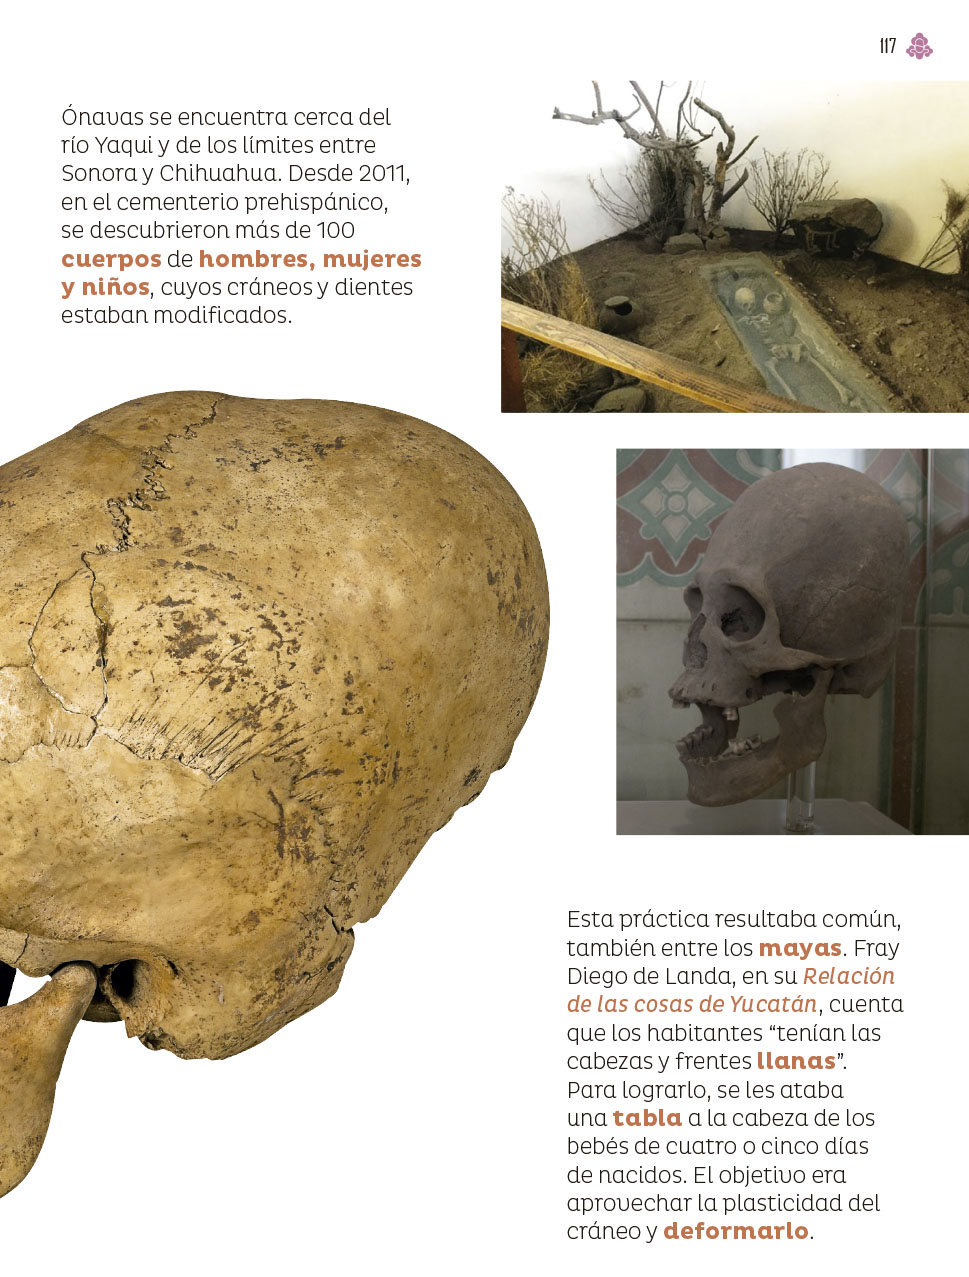 117
Ónavas se encuentra cerca del
río Yaqui y de los límites entre
Sonora y Chihuahua. Desde 2011,
en el cementerio prehispánico,
se descubrieron más de 100
cuerpos de hombres, mujeres
y niños, cuyos cráneos y dientes
estaban modificados.
Esta práctica resultaba común,
también entre los mayas. Fray
Diego de Landa, en su Relación
de las cosas de Yucatán, cuenta
que los habitantes “tenían las
cabezas y frentes llanas”.
Para lograrlo, se les ataba
una tabla a la cabeza de los
bebés de cuatro o cinco días
de nacidos. El objetivo era
aprovechar la plasticidad del
cráneo y deformarlo.